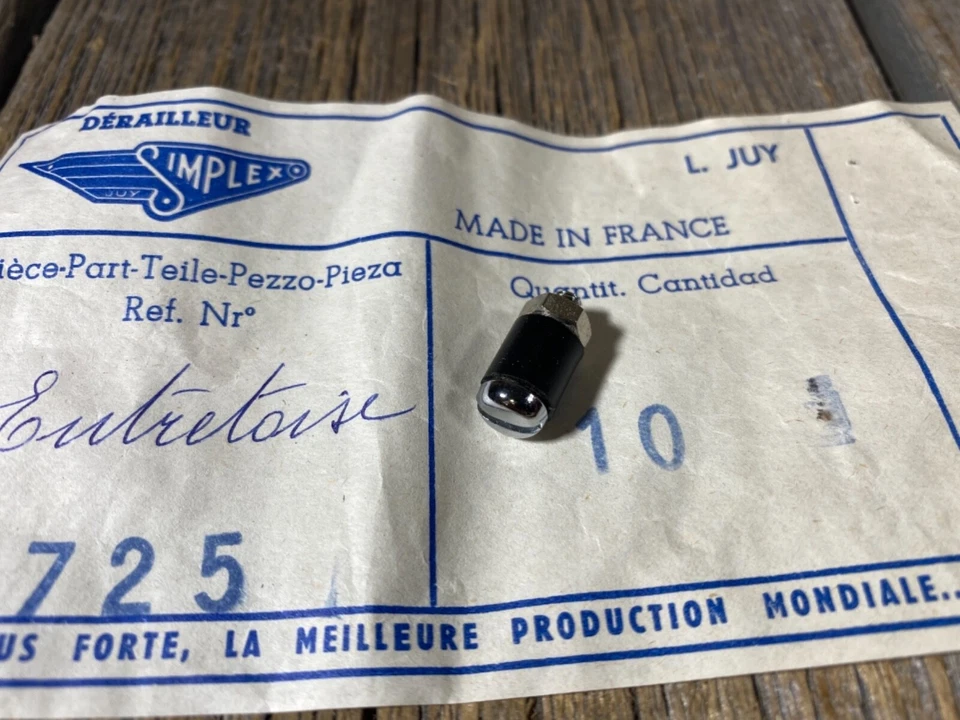 DÉRAILLEUR
SIMPLEX
JUY
L. JUY
MADE IN FRANCE
ièce-Part-Teile-Pezzo-Pieza
Ref. Nrº
Quantit. Cantidad
Entretoise
10
725
US FORTE, LA MEILLEURE PRODUCTION MONDIALE..